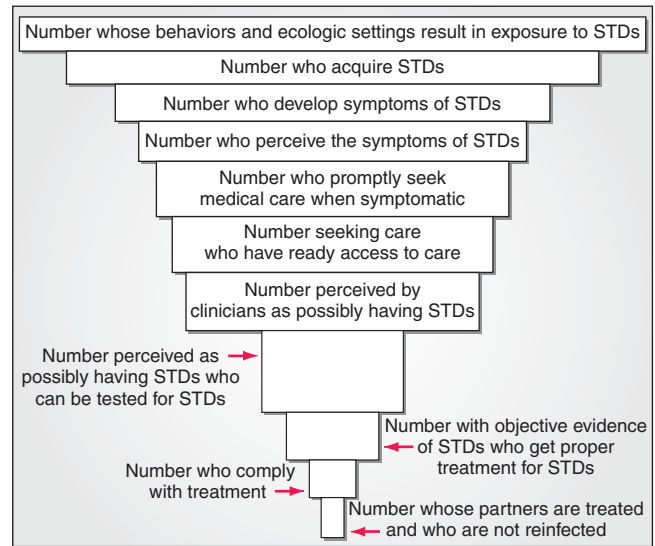 Number whose behaviors and ecologic settings result in exposure to STDs
Number who acquire STDs
Number who develop symptoms of STDs
Number who perceive the symptoms of STDs
Number who promptly seek
medical care when symptomatic
Number seeking care
who have ready access to care
Number perceived by
clinicians as possibly having STDs
Number perceived as
possibly having STDs who
can be tested for STDs
Number with objective evidence
of STDs who get proper
treatment for STDs
Number who comply
with treatment
Number whose partners are treated
and who are not reinfected